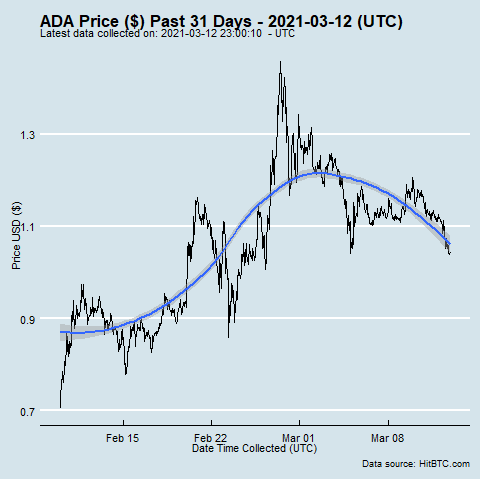 ADA Price ($) Past 31 Days - 2021-03-12 (UTC)
Latest data collected on: 2021-03-12 23:00:10 - UTC
Price USD ($)
1.3
1.1
0.9
0.7
Feb 15
Feb 22
Mar 01
Mar 08
Date Time Collected (UTC)
Data source: HitBTC.com